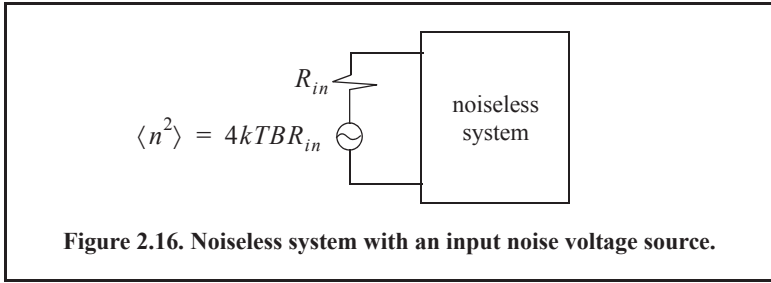 R_in
noiseless
system
⟨n²⟩ = 4kTBR_in
Figure 2.16. Noiseless system with an input noise voltage source.